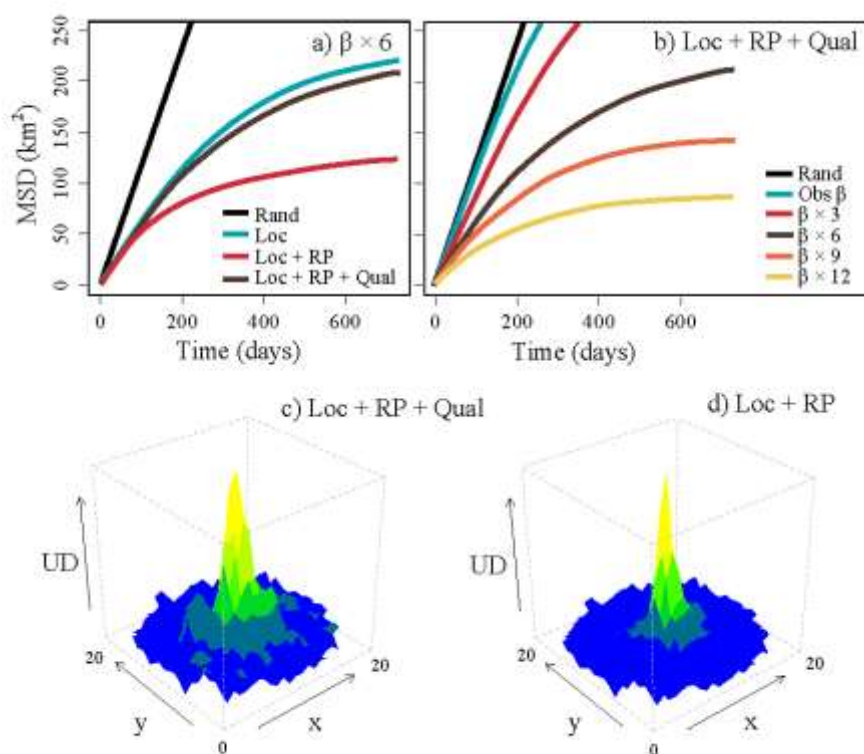 a) β × 6
MSD (km²)
250
200
150
100
50
0
Rand
Loc
Loc + RP
Loc + RP + Qual
0
200
400
600
Time (days)
b) Loc + RP + Qual
Rand
Obs β
β × 3
β × 6
β × 9
β × 12
0
200
400
600
Time (days)
c) Loc + RP + Qual
UD
20
y
0
x
20
d) Loc + RP
UD
20
y
0
x
20